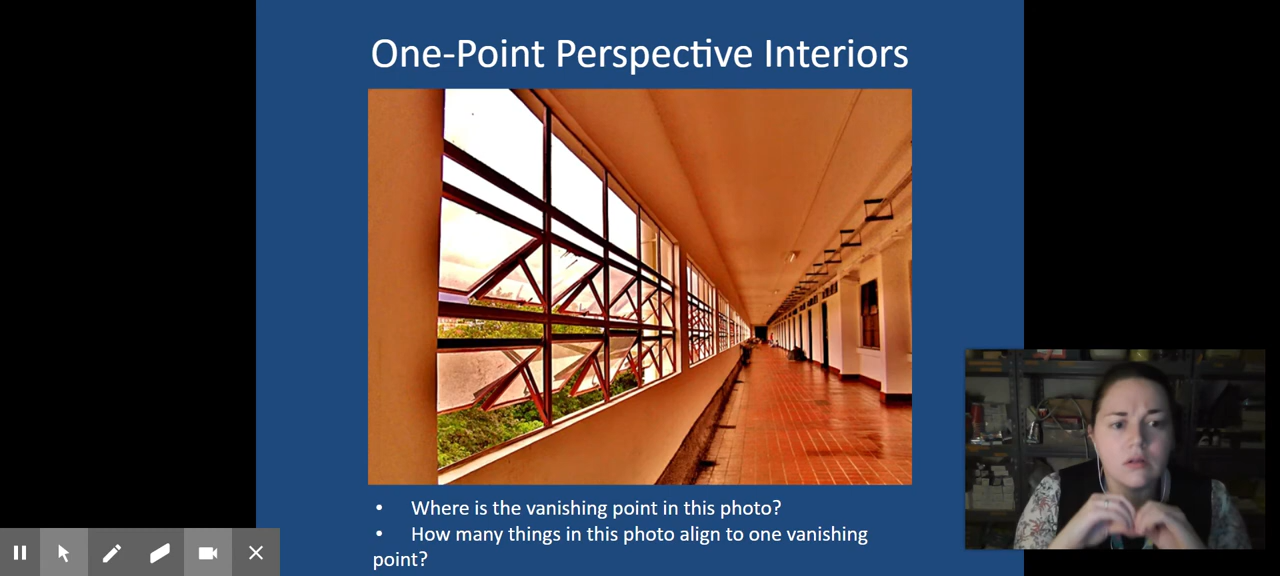 One-Point Perspective Interiors
• Where is the vanishing point in this photo?
• How many things in this photo align to one vanishing
point?